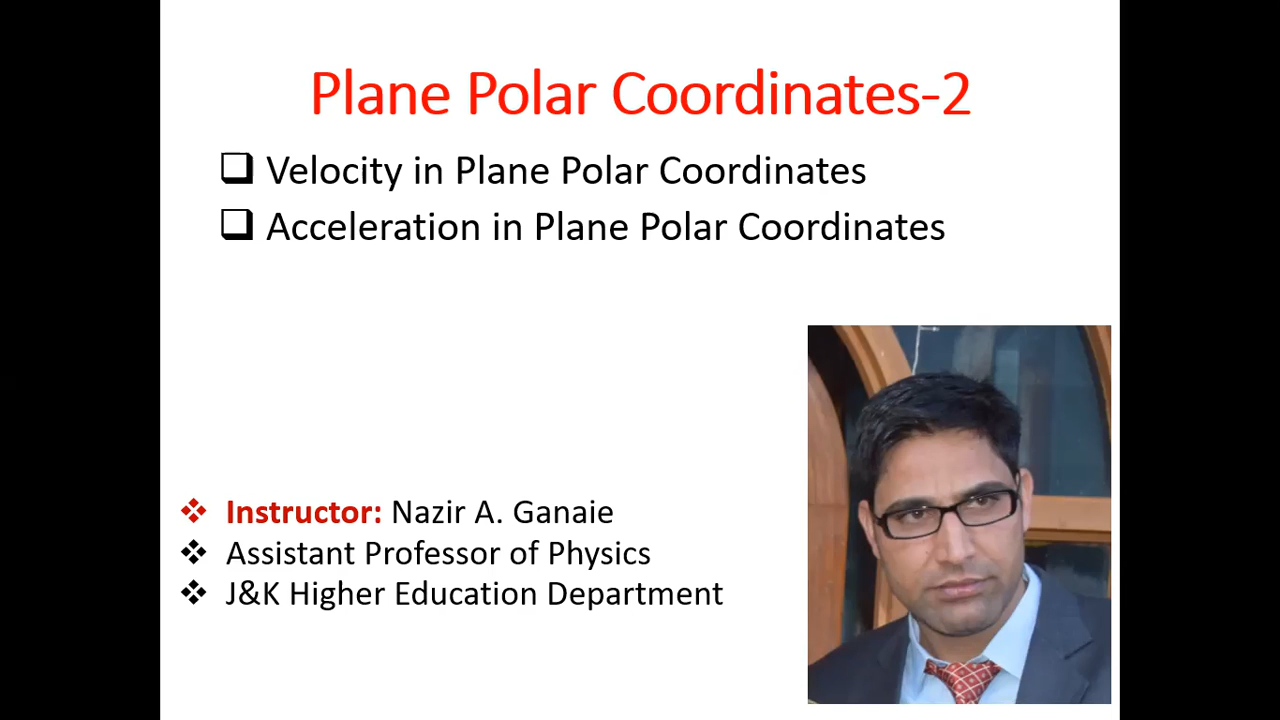 Plane Polar Coordinates-2
Velocity in Plane Polar Coordinates
Acceleration in Plane Polar Coordinates
Instructor: Nazir A. Ganaie
Assistant Professor of Physics
J&K Higher Education Department